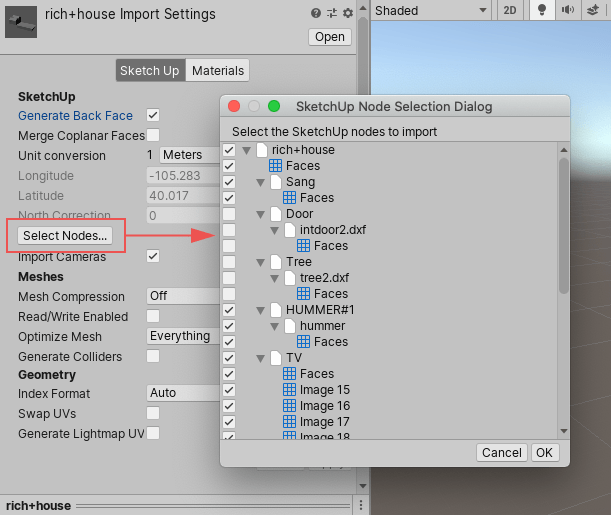 rich+house Import Settings
Open
Shaded
2D
Sketch Up Materials
SketchUp
Generate Back Face
Merge Coplanar Faces
Unit conversion 1 Meters
Longitude -105.283
Latitude 40.017
North Correction 0
Select Nodes...
Import Cameras
Meshes
Mesh Compression Off
Read/Write Enabled
Optimize Mesh Everything
Generate Colliders
Geometry
Index Format Auto
Swap UVs
Generate Lightmap UV
rich+house
SketchUp Node Selection Dialog
Select the SketchUp nodes to import
rich+house
Faces
Sang
Faces
Door
intdoor2.dxf
Faces
Tree
tree2.dxf
Faces
HUMMER#1
hummer
Faces
TV
Faces
Image 15
Image 16
Image 17
Image 18
Cancel OK